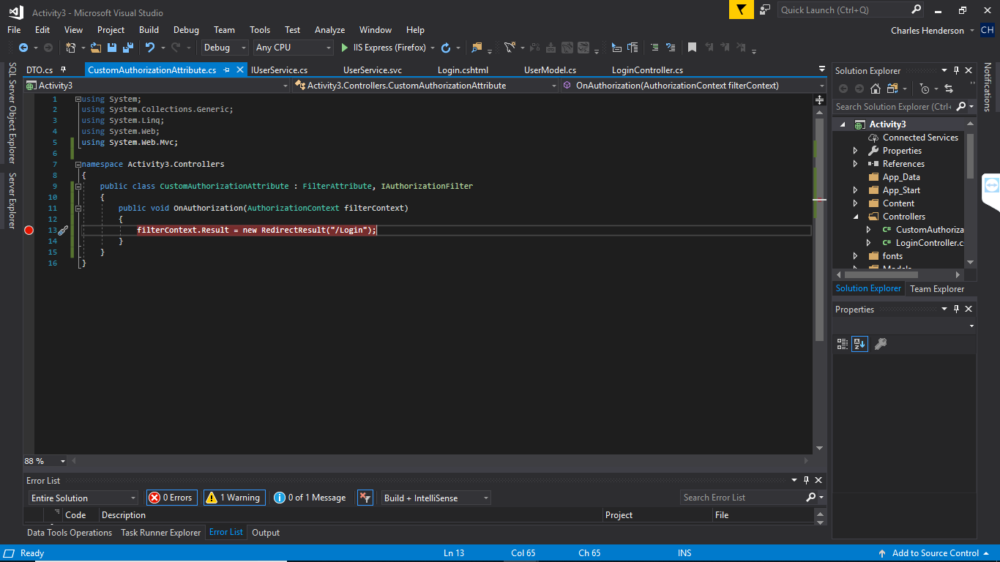 Activity3 - Microsoft Visual Studio
Quick Launch (Ctrl+Q)
File Edit View Project Build Debug Team Tools Test Analyze Window Help
Charles Henderson CH
Debug Any CPU IIS Express (Firefox)
SQL Server Object Explorer
Server Explorer
DTO.cs CustomAuthorizationAttribute.cs IUserService.cs UserService.svc Login.cshtml UserModel.cs LoginController.cs
Activity3 Activity3.Controllers.CustomAuthorizationAttribute OnAuthorization(AuthorizationContext filterContext)
1 using System;
2 using System.Collections.Generic;
3 using System.Linq;
4 using System.Web;
5 using System.Web.Mvc;
6
7 namespace Activity3.Controllers
8 {
9 public class CustomAuthorizationAttribute : FilterAttribute, IAuthorizationFilter
10 {
11 public void OnAuthorization(AuthorizationContext filterContext)
12 {
13 filterContext.Result = new RedirectResult("/Login");
14 }
15 }
16 }
88 %
Error List
Entire Solution 0 Errors 1 Warning 0 of 1 Message Build + IntelliSense Search Error List
Code Description Project File
Data Tools Operations Task Runner Explorer Error List Output
Solution Explorer
Search Solution Explorer (Ctrl+
Activity3
Connected Services
Properties
References
App_Data
App_Start
Content
Controllers
C# CustomAuthoriza
C# LoginController.c
fonts
Models
Solution Explorer Team Explorer
Properties
Notifications
Ready Ln 13 Col 65 Ch 65 INS Add to Source Control